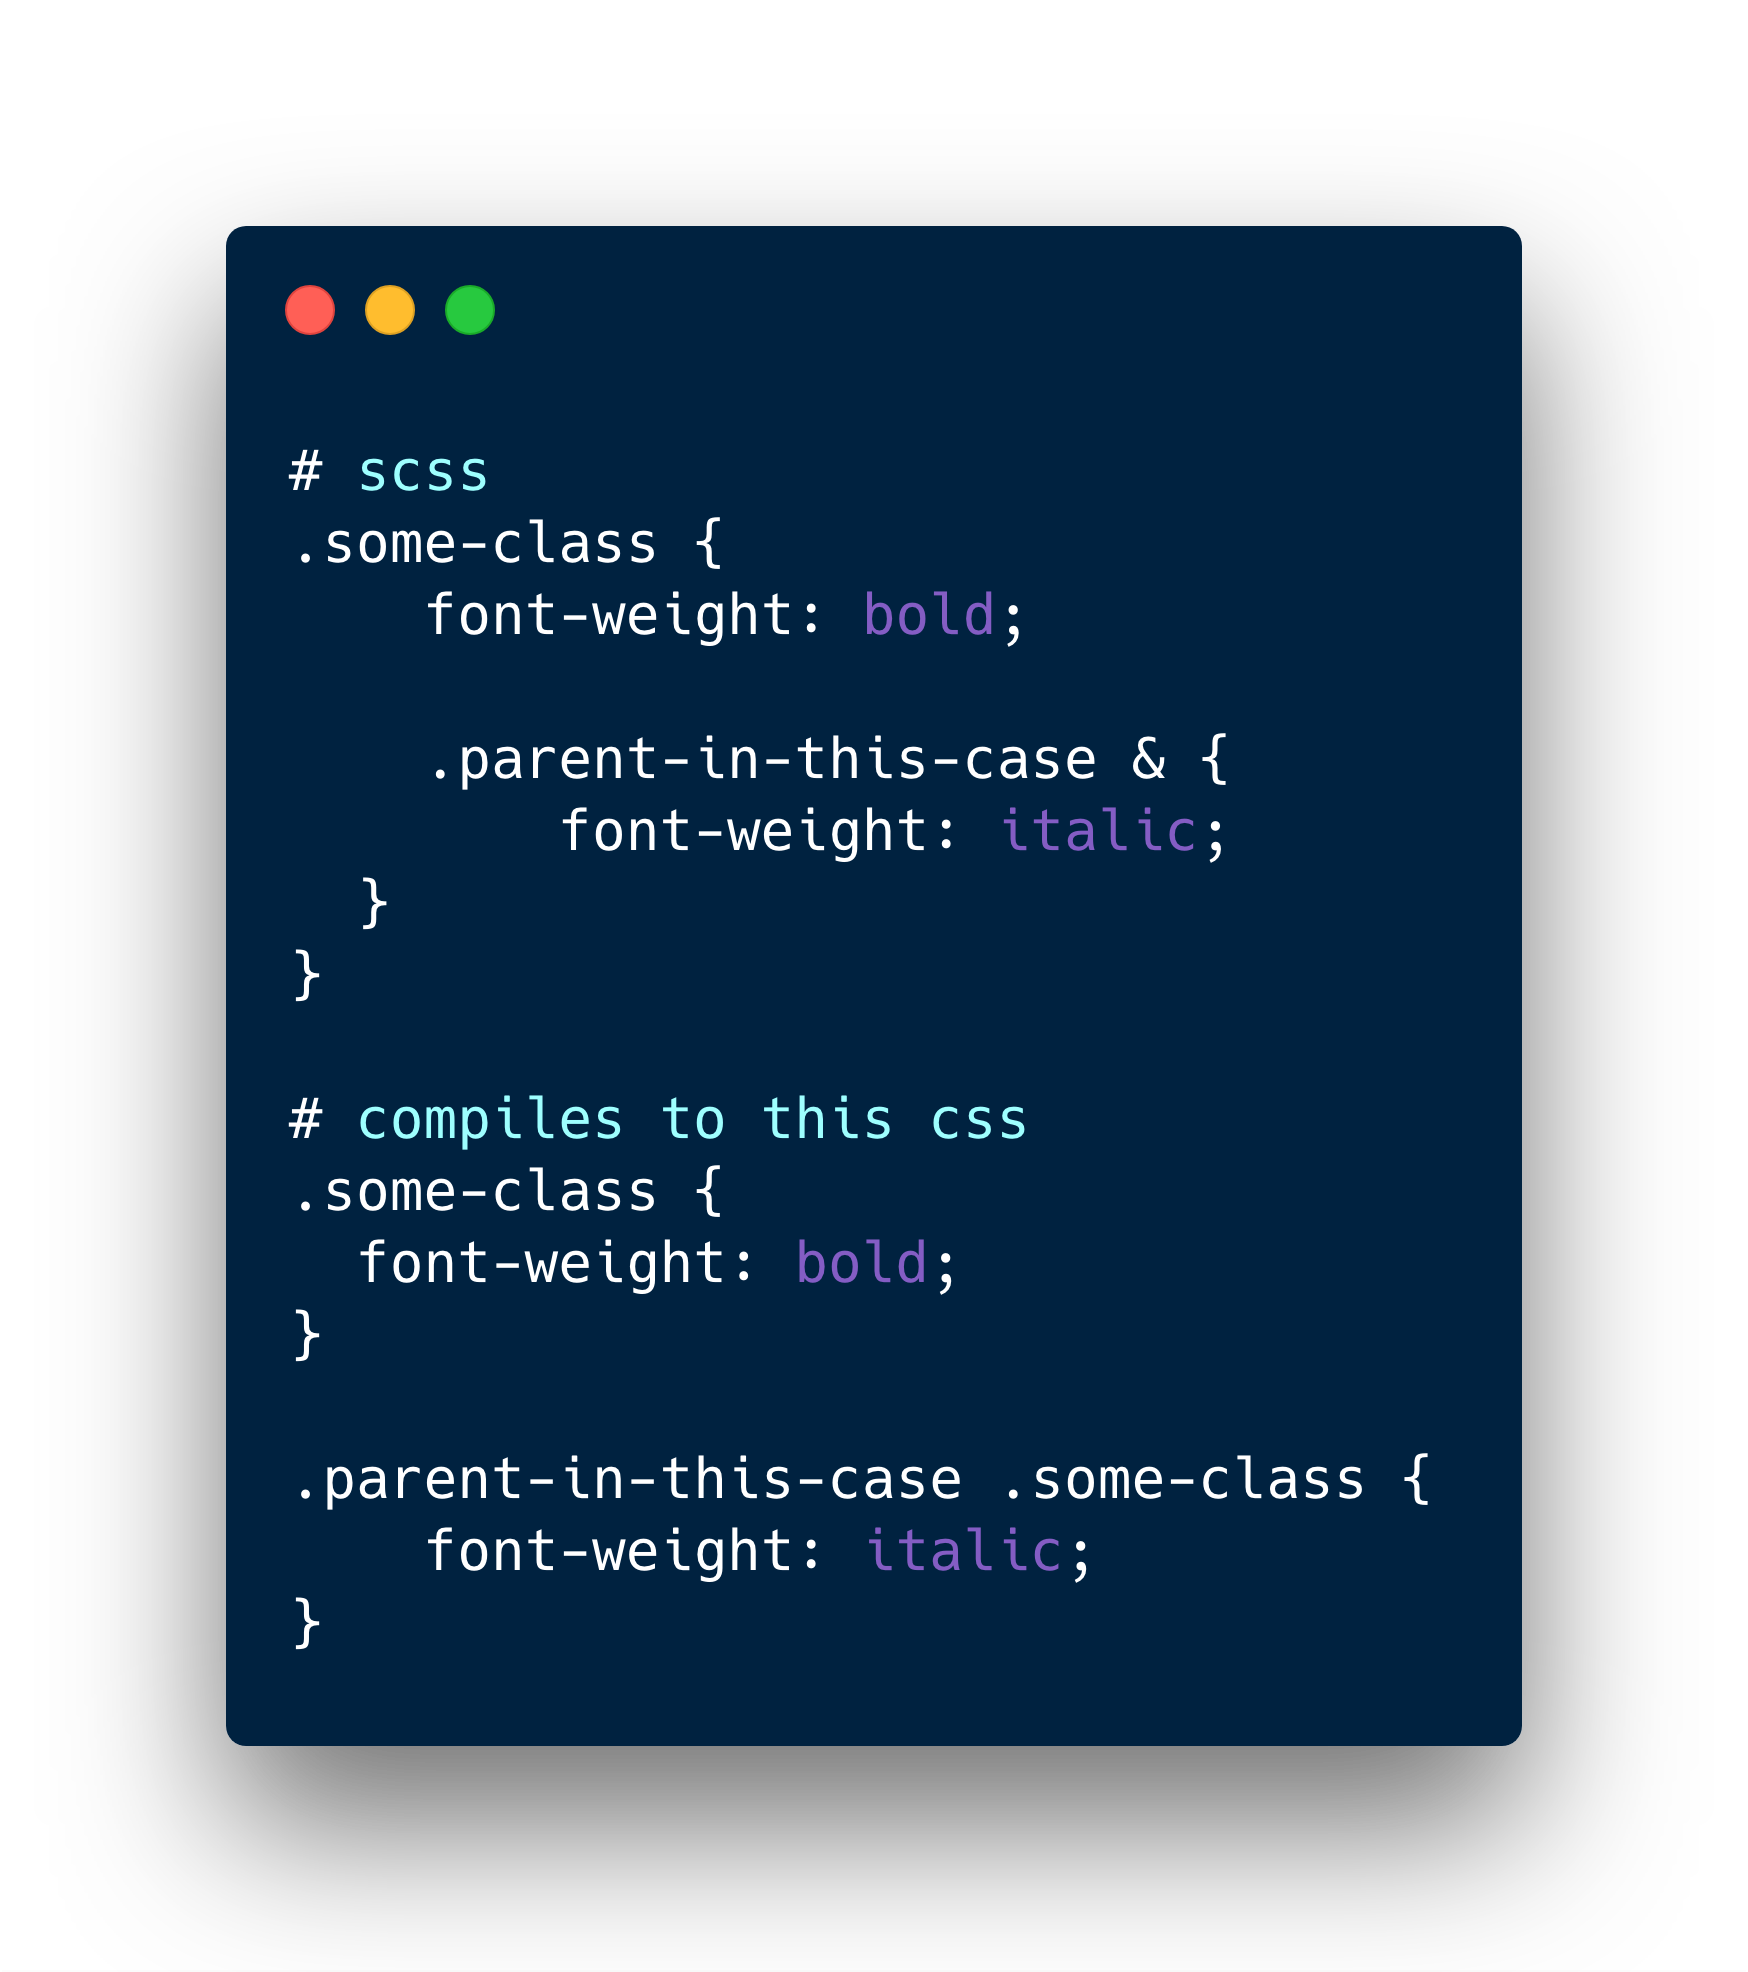 # scss
.some-class {
    font-weight: bold;

    .parent-in-this-case & {
        font-weight: italic;
  }
}

# compiles to this css
.some-class {
  font-weight: bold;
}

.parent-in-this-case .some-class {
    font-weight: italic;
}